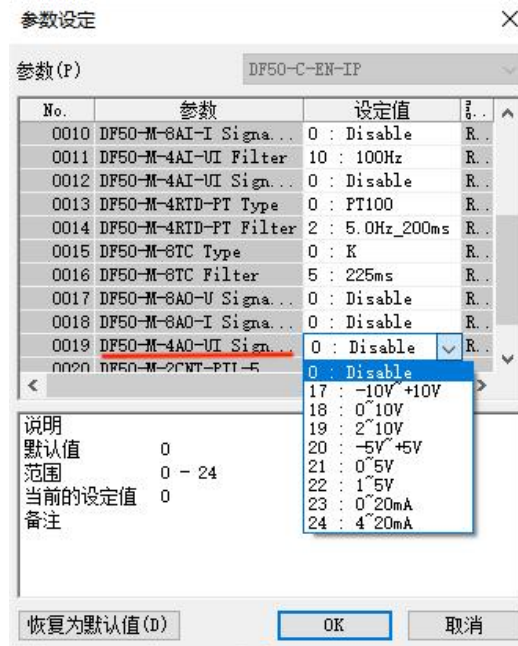 参数设定
参数(P) DF50-C-EN-IP
No. 参数 设定值
0010 DF50-M-8AI-I Signa... 0 : Disable R..
0011 DF50-M-4AI-UI Filter 10 : 100Hz R..
0012 DF50-M-4AI-UI Sign... 0 : Disable R..
0013 DF50-M-4RTD-PT Type 0 : PT100 R..
0014 DF50-M-4RTD-PT Filter 2 : 5.0Hz_200ms R..
0015 DF50-M-8TC Type 0 : K R..
0016 DF50-M-8TC Filter 5 : 225ms R..
0017 DF50-M-8AO-U Signa... 0 : Disable R..
0018 DF50-M-8AO-I Signa... 0 : Disable R..
0019 DF50-M-4AO-UI Sign... 0 : Disable R..
0020 DF50-M-2CNT-PIL-5
0 : Disable
17 : -10V~+10V
18 : 0~10V
19 : 2~10V
20 : -5V~+5V
21 : 0~5V
22 : 1~5V
23 : 0~20mA
24 : 4~20mA
说明
默认值 0
范围 0 - 24
当前的设定值 0
备注
恢复为默认值(D) OK 取消